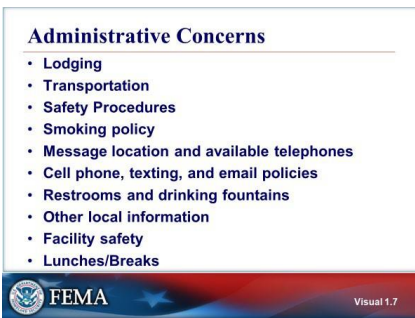 Administrative Concerns
• Lodging
• Transportation
• Safety Procedures
• Smoking policy
• Message location and available telephones
• Cell phone, texting, and email policies
• Restrooms and drinking fountains
• Other local information
• Facility safety
• Lunches/Breaks
FEMA
Visual 1.7